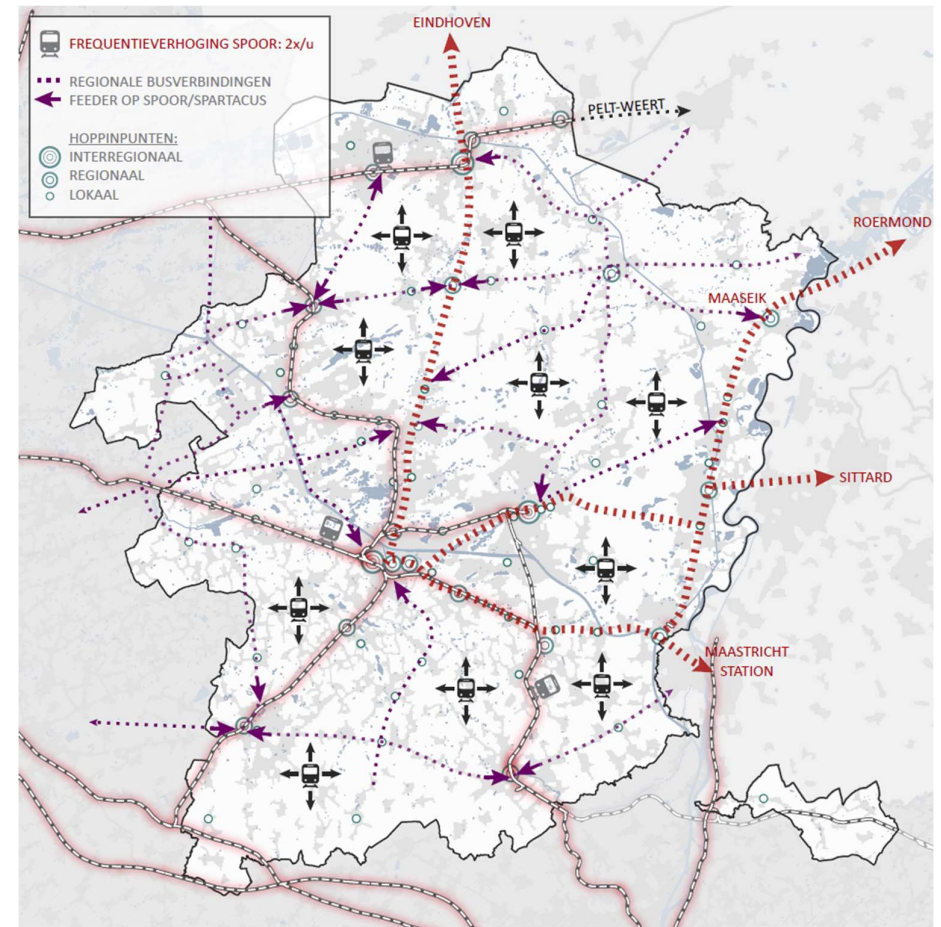 FREQUENTIEVERHOGING SPOOR: 2x/u
REGIONALE BUSVERBINDINGEN
FEEDER OP SPOOR/SPARTACUS
HOPPINPUNTEN:
INTERREGIONAAL
REGIONAAL
LOKAAL
EINDHOVEN
PELT-WEERT
ROERMOND
MAASEIK
SITTARD
MAASTRICHT
STATION